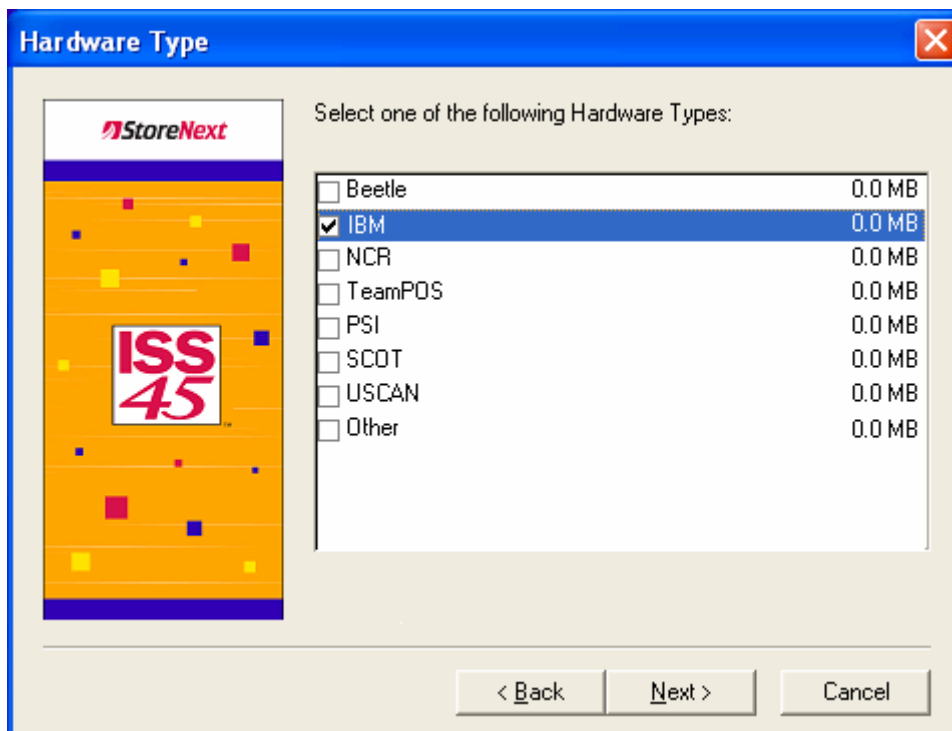 Hardware Type
StoreNext
Select one of the following Hardware Types:
Beetle 0.0 MB
IBM 0.0 MB
NCR 0.0 MB
TeamPOS 0.0 MB
PSI 0.0 MB
SCOT 0.0 MB
USCAN 0.0 MB
Other 0.0 MB
ISS
45
< Back Next > Cancel